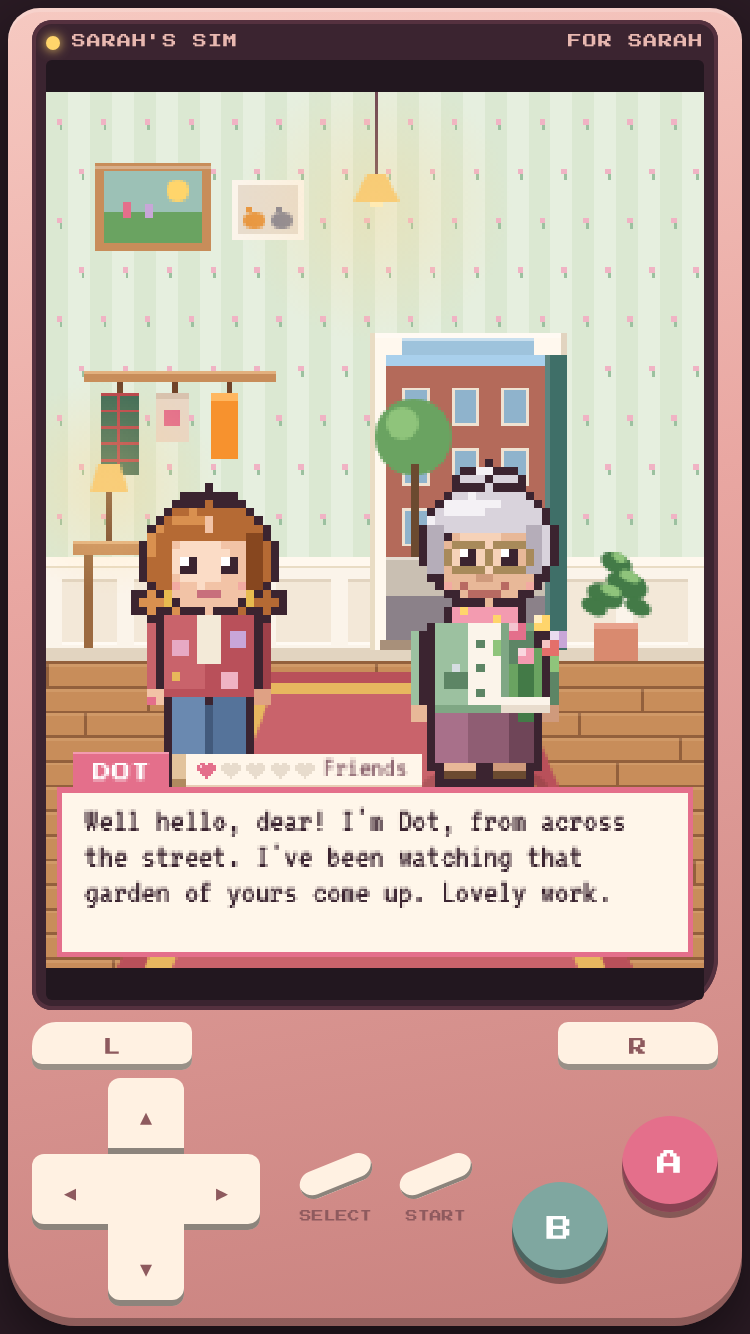 SARAH'S SIM
FOR SARAH
DOT
Friends
Well hello, dear! I'm Dot, from across
the street. I've been watching that
garden of yours come up. Lovely work.
L
R
SELECT
START
A
B